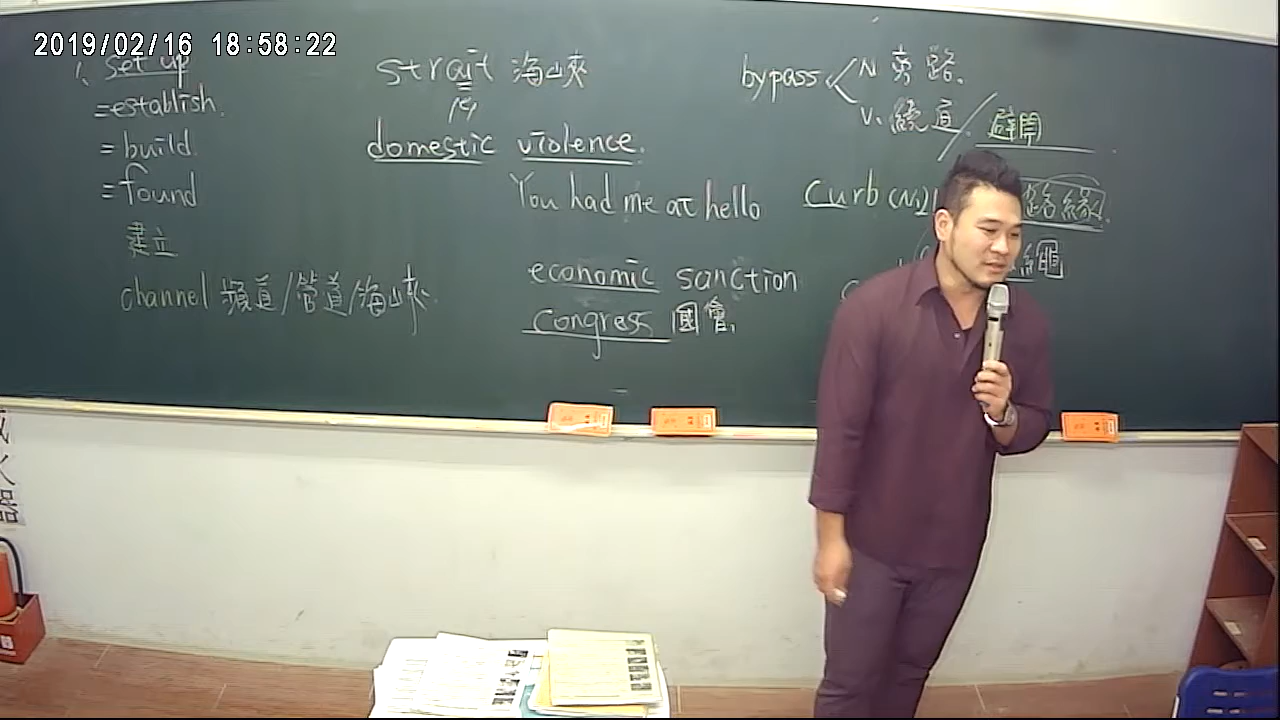 2019/02/16 18:58:22
1. set up
=establish.
= build.
= found
建立
channel 頻道/管道/海峽.
strait 海峽
domestic violence.
You had me at hello
economic sanction
congress 國會.
bypass N 旁路.
v. 繞道/避開
curb (N.) 路緣.
繩